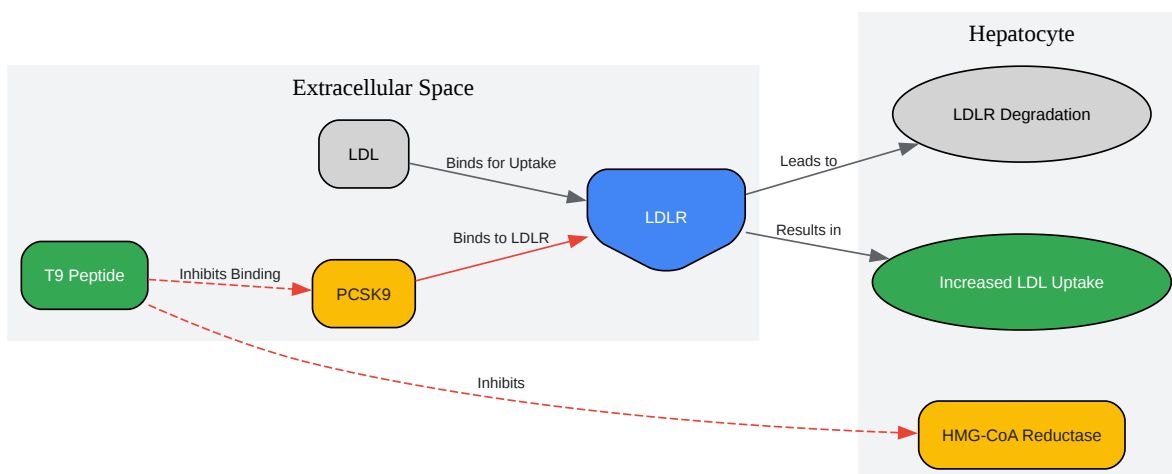 Hepatocyte
Extracellular Space
LDLR Degradation
LDL
Binds for Uptake
Leads to
LDLR
Results in
Binds to LDLR
T9 Peptide
Inhibits Binding
PCSK9
Increased LDL Uptake
Inhibits
HMG-CoA Reductase